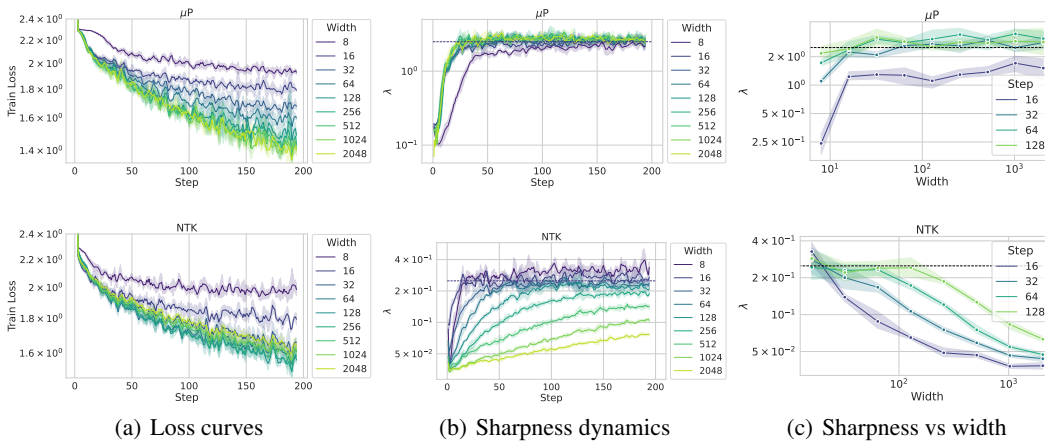 μP
Train Loss
2.4 × 10⁰
2.2 × 10⁰
2 × 10⁰
1.8 × 10⁰
1.6 × 10⁰
1.4 × 10⁰
0
50
100
150
200
Step
Width
8
16
32
64
128
256
512
1024
2048
μP
λ
10⁰
10⁻¹
0
50
100
150
200
Step
Width
8
16
32
64
128
256
512
1024
2048
μP
λ
2 × 10⁰
10⁰
5 × 10⁻¹
2.5 × 10⁻¹
10¹
10²
10³
Width
Step
16
32
64
128
NTK
Train Loss
2.4 × 10⁰
2.2 × 10⁰
2 × 10⁰
1.8 × 10⁰
1.6 × 10⁰
0
50
100
150
200
Step
Width
8
16
32
64
128
256
512
1024
2048
NTK
λ
4 × 10⁻¹
2 × 10⁻¹
10⁻¹
5 × 10⁻²
0
50
100
150
200
Step
Width
8
16
32
64
128
256
512
1024
2048
NTK
λ
4 × 10⁻¹
2 × 10⁻¹
10⁻¹
5 × 10⁻²
10²
10³
Width
Step
16
32
64
128
(a) Loss curves
(b) Sharpness dynamics
(c) Sharpness vs width